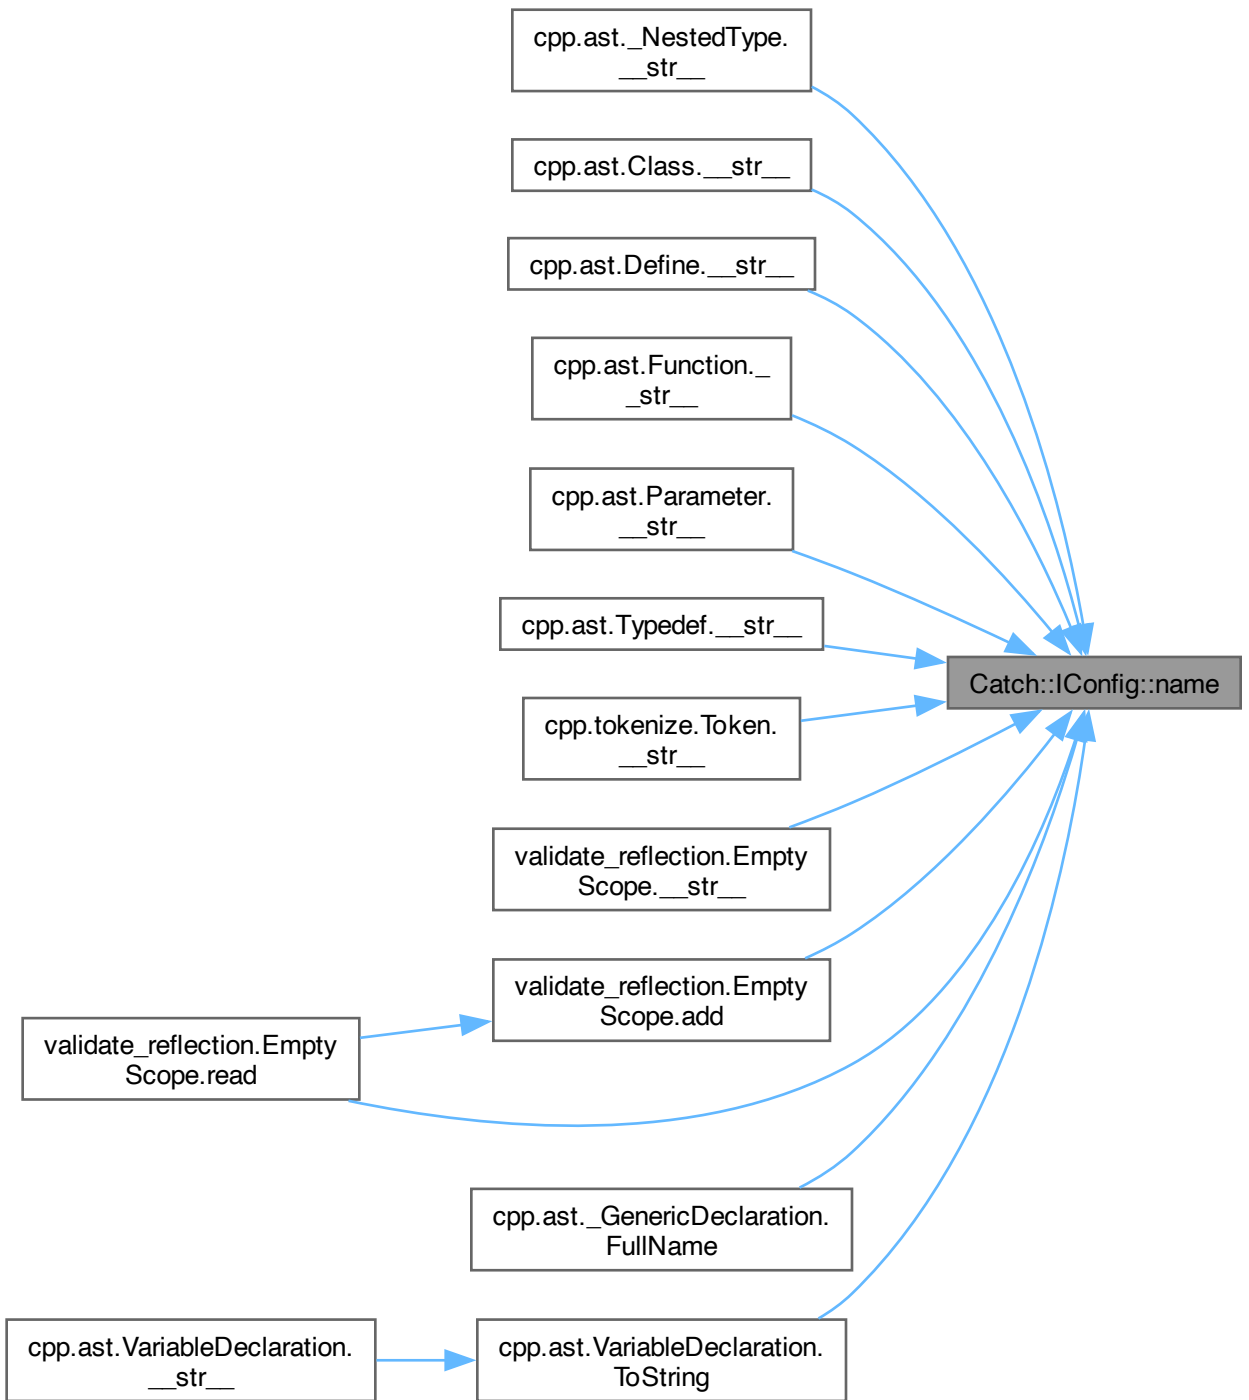 cpp.ast._NestedType.
__str__
cpp.ast.Class.__str__
cpp.ast.Define.__str__
cpp.ast.Function._
_str__
cpp.ast.Parameter.
__str__
cpp.ast.Typedef.__str__
Catch::IConfig::name
cpp.tokenize.Token.
__str__
validate_reflection.Empty
Scope.__str__
validate_reflection.Empty
Scope.add
validate_reflection.Empty
Scope.read
cpp.ast._GenericDeclaration.
FullName
cpp.ast.VariableDeclaration.
__str__
cpp.ast.VariableDeclaration.
ToString